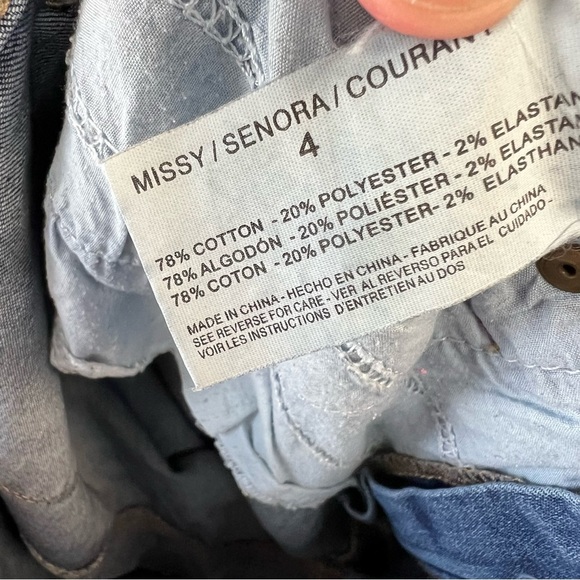 MISSY / SENORA / COURANT
4
78% COTTON - 20% POLYESTER - 2% ELASTAN
78% ALGODÓN - 20% POLIÉSTER - 2% ELASTAN
78% COTON - 20% POLYESTER- 2% ELASTHAN
MADE IN CHINA - HECHO EN CHINA - FABRIQUE AU CHINA
SEE REVERSE FOR CARE - VER AL REVERSO PARA EL CUIDADO -
VOIR LES INSTRUCTIONS D'ENTRETIEN AU DOS